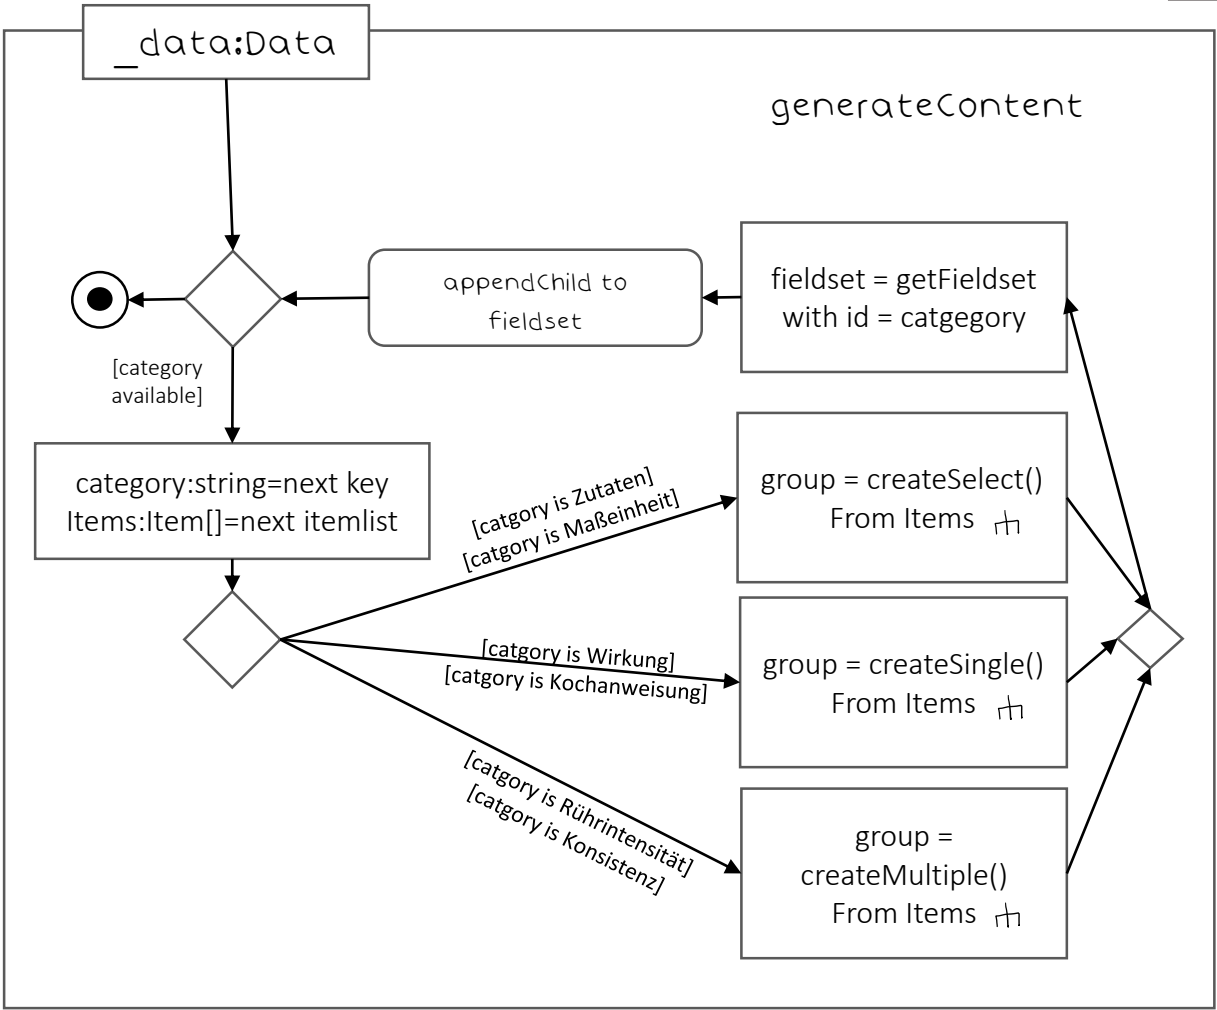 _data:Data
generateContent
appendChild to
fieldset
fieldset = getFieldset
with id = catgegory
[category
available]
category:string=next key
Items:Item[]=next itemlist
[catgory is Zutaten]
[catgory is Maßeinheit]
group = createSelect()
From Items
[catgory is Wirkung]
[catgory is Kochanweisung]
group = createSingle()
From Items
[catgory is Rührintensität]
[catgory is Konsistenz]
group =
createMultiple()
From Items